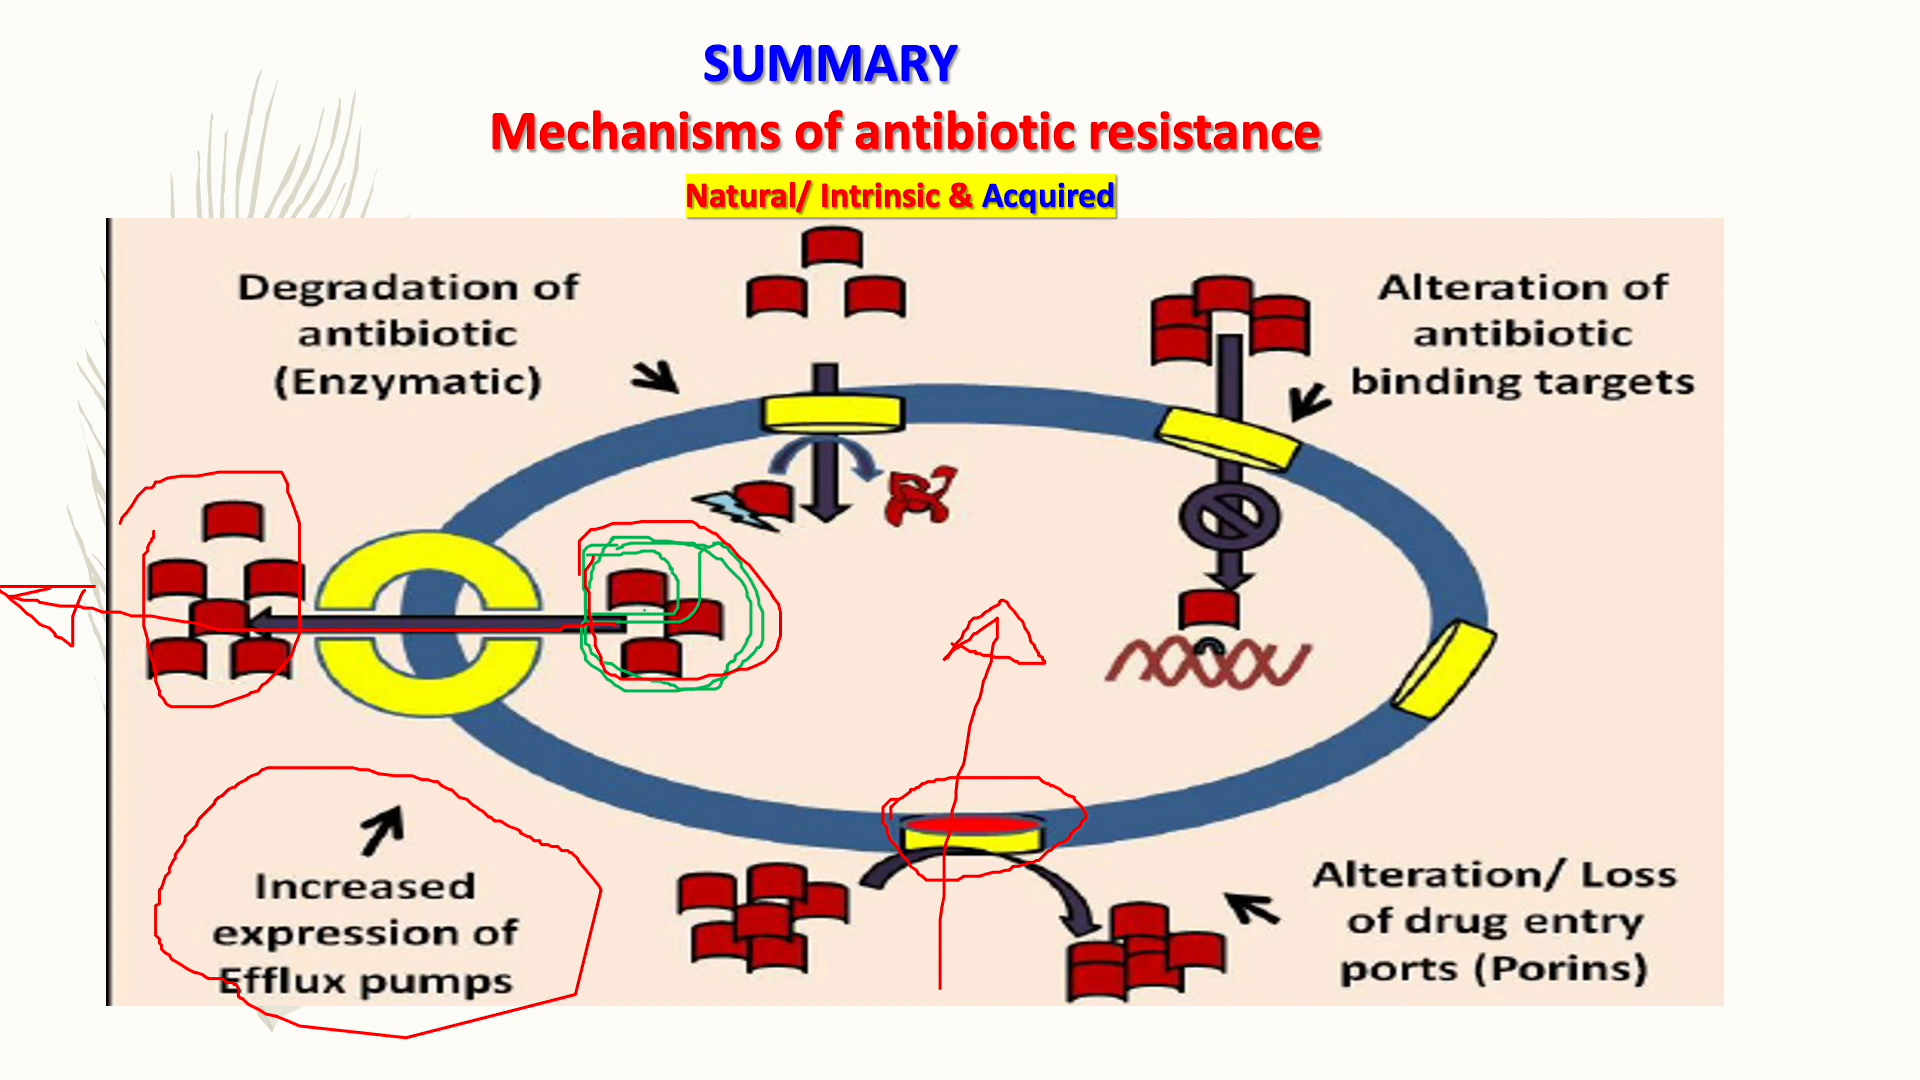 SUMMARY
Mechanisms of antibiotic resistance
Natural/ Intrinsic & Acquired
Degradation of
antibiotic
(Enzymatic)
Alteration of
antibiotic
binding targets
Increased
expression of
Efflux pumps
Alteration/ Loss
of drug entry
ports (Porins)